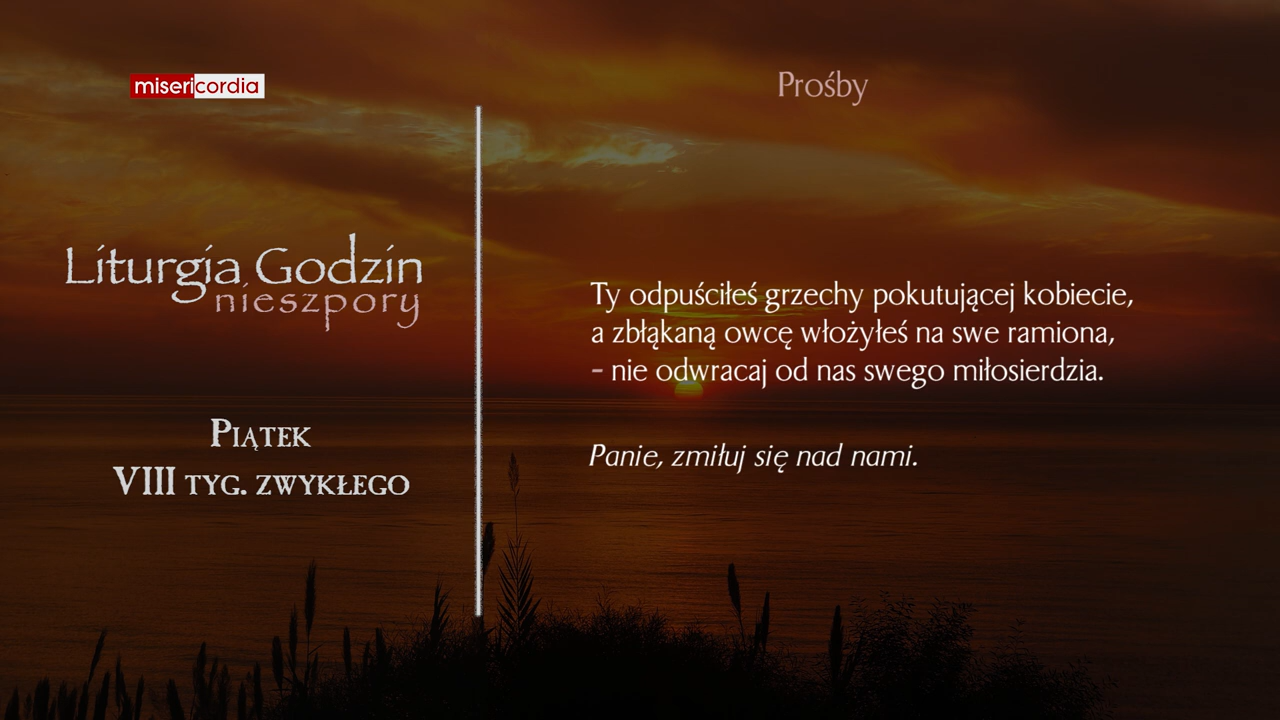 misericordia
Liturgia Godzin
nieszpory
Piątek
VIII tyg. zwykłego
Prośby
Ty odpuściłeś grzechy pokutującej kobiecie,
a zbłąkaną owcę włożyłeś na swe ramiona,
- nie odwracaj od nas swego miłosierdzia.
Panie, zmiłuj się nad nami.